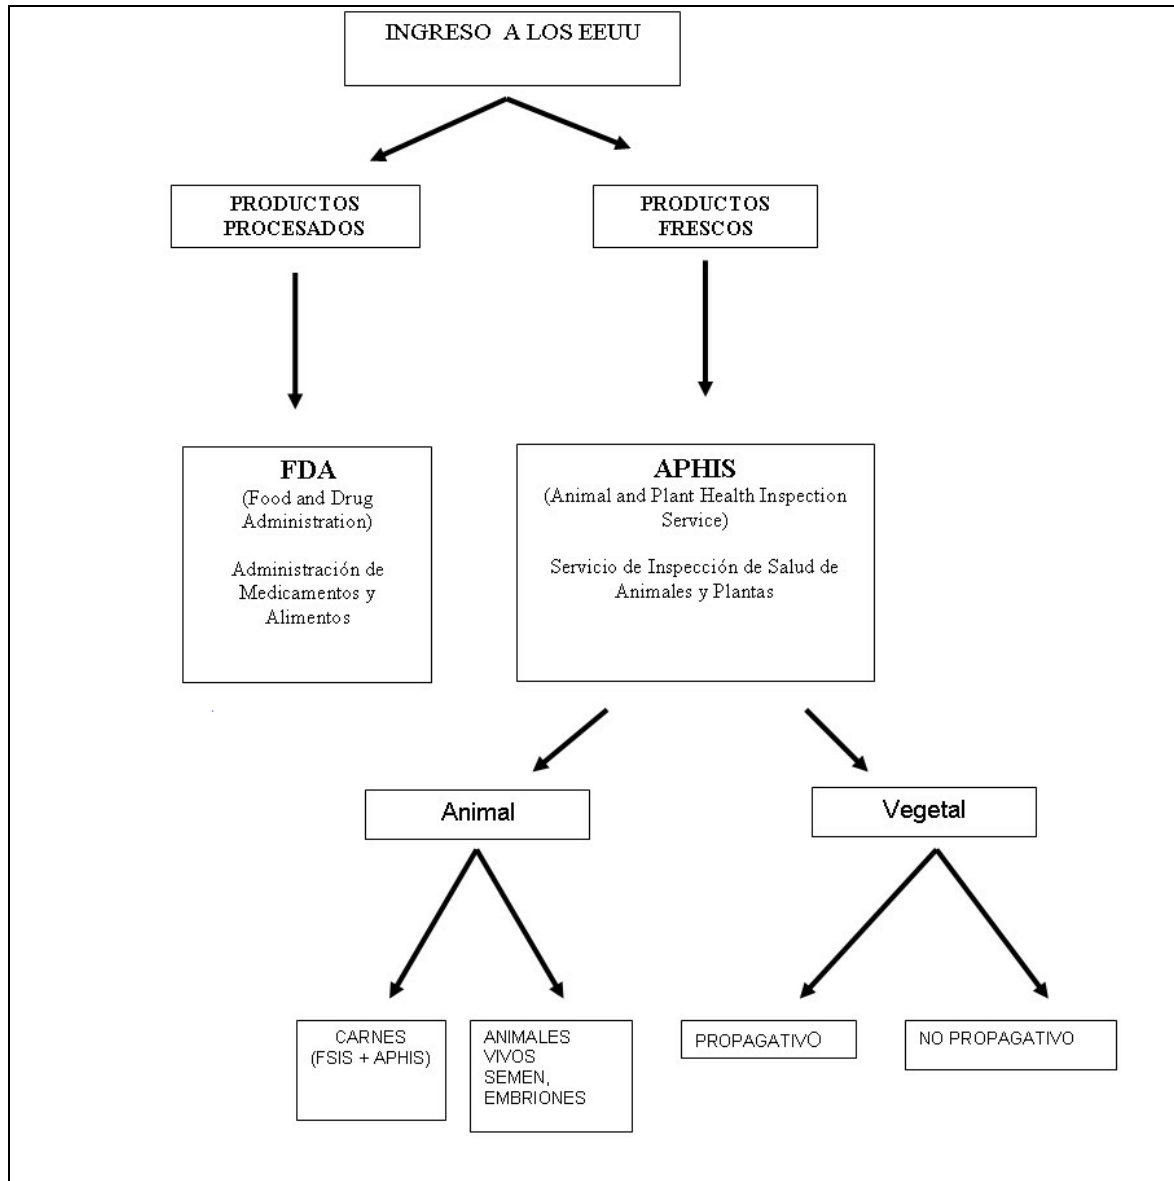 INGRESO A LOS EEUU
PRODUCTOS
PROCESADOS
PRODUCTOS
FRESCOS
FDA
(Food and Drug
Administration)
Administración de
Medicamentos y
Alimentos
APHIS
(Animal and Plant Health Inspection
Service)
Servicio de Inspección de Salud de
Animales y Plantas
Animal
Vegetal
CARNES
(FSIS + APHIS)
ANIMALES
VIVOS
SEMEN,
EMBRIONES
PROPAGATIVO
NO PROPAGATIVO